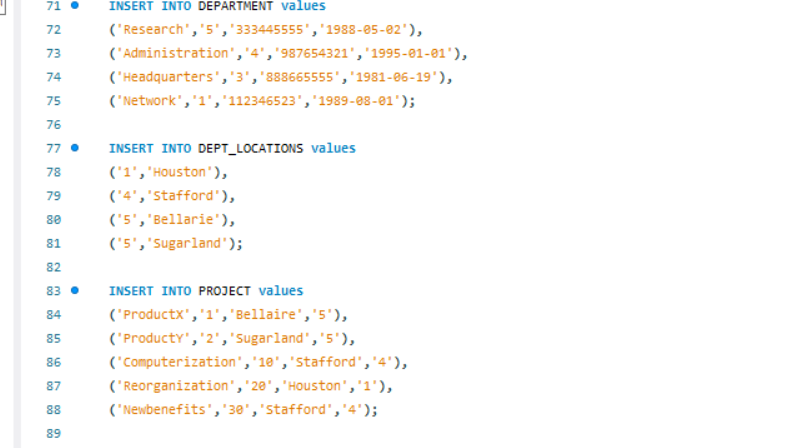 71 INSERT INTO DEPARTMENT values
72 ('Research','5','333445555','1988-05-02'),
73 ('Administration','4','987654321','1995-01-01'),
74 ('Headquarters','3','888665555','1981-06-19'),
75 ('Network','1','112346523','1989-08-01');
76
77 INSERT INTO DEPT_LOCATIONS values
78 ('1','Houston'),
79 ('4','Stafford'),
80 ('5','Bellarie'),
81 ('5','Sugarland');
82
83 INSERT INTO PROJECT values
84 ('ProductX','1','Bellaire','5'),
85 ('ProductY','2','Sugarland','5'),
86 ('Computerization','10','Stafford','4'),
87 ('Reorganization','20','Houston','1'),
88 ('Newbenefits','30','Stafford','4');
89